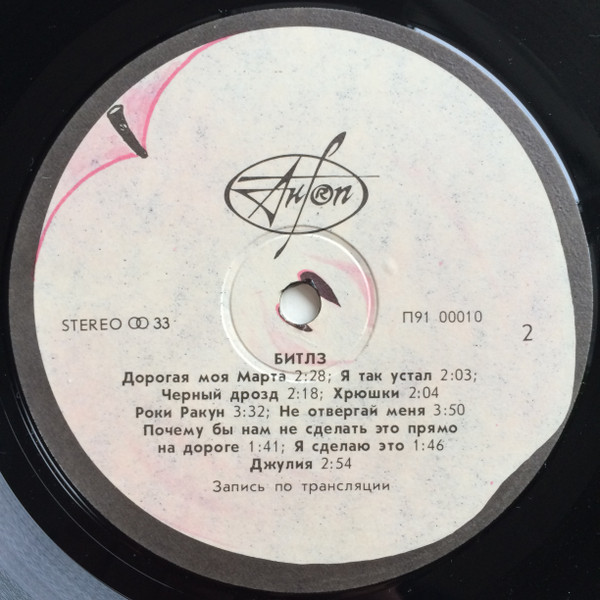 АнТроп
STEREO 33
П91 00010
2
БИТЛЗ
Дорогая моя Марта 2:28; Я так устал 2:03;
Черный дрозд 2:18; Хрюшки 2:04
Роки Ракун 3:32; Не отвергай меня 3:50
Почему бы нам не сделать это прямо
на дороге 1:41; Я сделаю это 1:46
Джулия 2:54
Запись по трансляции